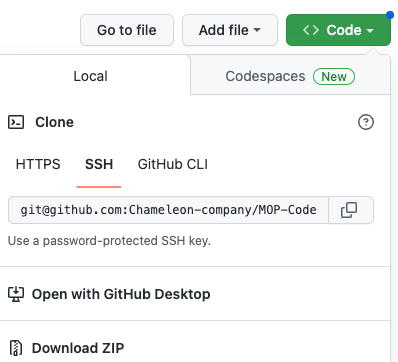 Go to file Add file Code
Local Codespaces New
Clone
HTTPS SSH GitHub CLI
git@github.com:Chameleon-company/MOP-Code
Use a password-protected SSH key.
Open with GitHub Desktop
Download ZIP